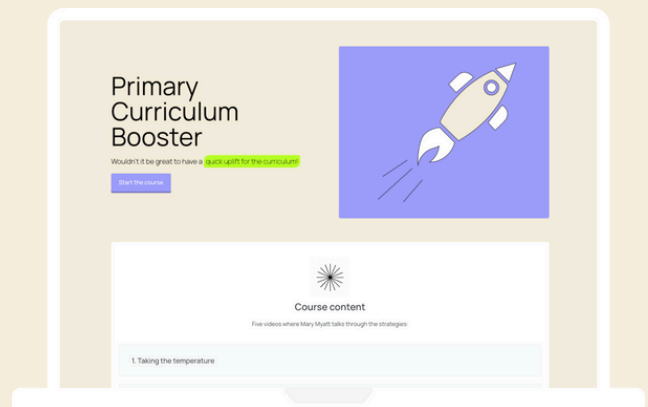 Primary
Curriculum
Booster
Wouldn't it be great to have a quick uplift for the curriculum!
Start the course
Course content
Five videos where Mary Myatt talks through the strategies:
1. Taking the temperature